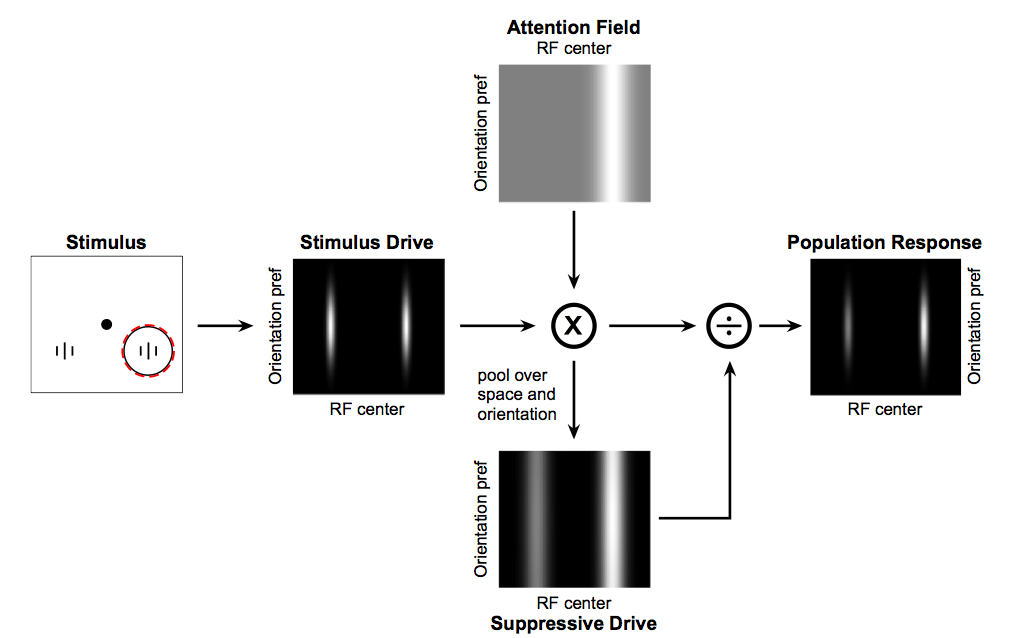 Attention Field
RF center
Orientation pref
Stimulus
Stimulus Drive
Orientation pref
RF center
X
÷
pool over
space and
orientation
Population Response
Orientation pref
RF center
Orientation pref
RF center
Suppressive Drive